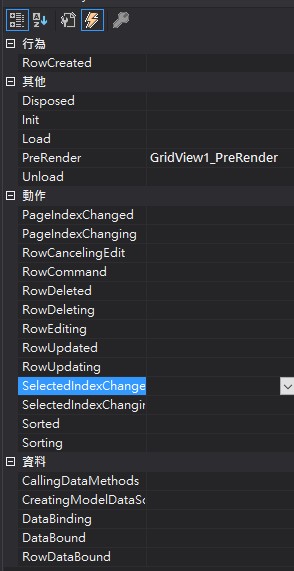 行為
RowCreated
其他
Disposed
Init
Load
PreRender GridView1_PreRender
Unload
動作
PageIndexChanged
PageIndexChanging
RowCancelingEdit
RowCommand
RowDeleted
RowDeleting
RowEditing
RowUpdated
RowUpdating
SelectedIndexChange
SelectedIndexChangin
Sorted
Sorting
資料
CallingDataMethods
CreatingModelDataSo
DataBinding
DataBound
RowDataBound